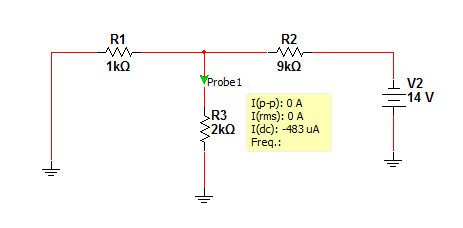 R1
1kΩ
R2
9kΩ
V2
14 V
Probe1
R3
2kΩ
I(p-p): 0 A
I(rms): 0 A
I(dc): -483 uA
Freq.: